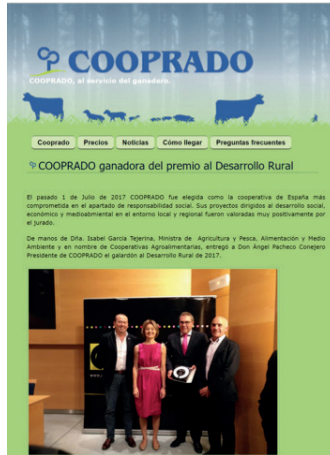 COOPRADO
COOPRADO, al servicio del ganadero.
Cooprado Precios Noticias Cómo llegar Preguntas frecuentes
COOPRADO ganadora del premio al Desarrollo Rural
El pasado 1 de Julio de 2017 COOPRADO fue elegida como la cooperativa de España más
comprometida en el apartado de responsabilidad social. Sus proyectos dirigidos al desarrollo social,
económico y medioambiental en el entorno local y regional fueron valoradas muy positivamente por
el jurado.
De manos de Dña. Isabel García Tejerina, Ministra de Agricultura y Pesca, Alimentación y Medio
Ambiente y en nombre de Cooperativas Agroalimentarias, entregó a Don Ángel Pacheco Conejero
Presidente de COOPRADO el galardón al Desarrollo Rural de 2017.